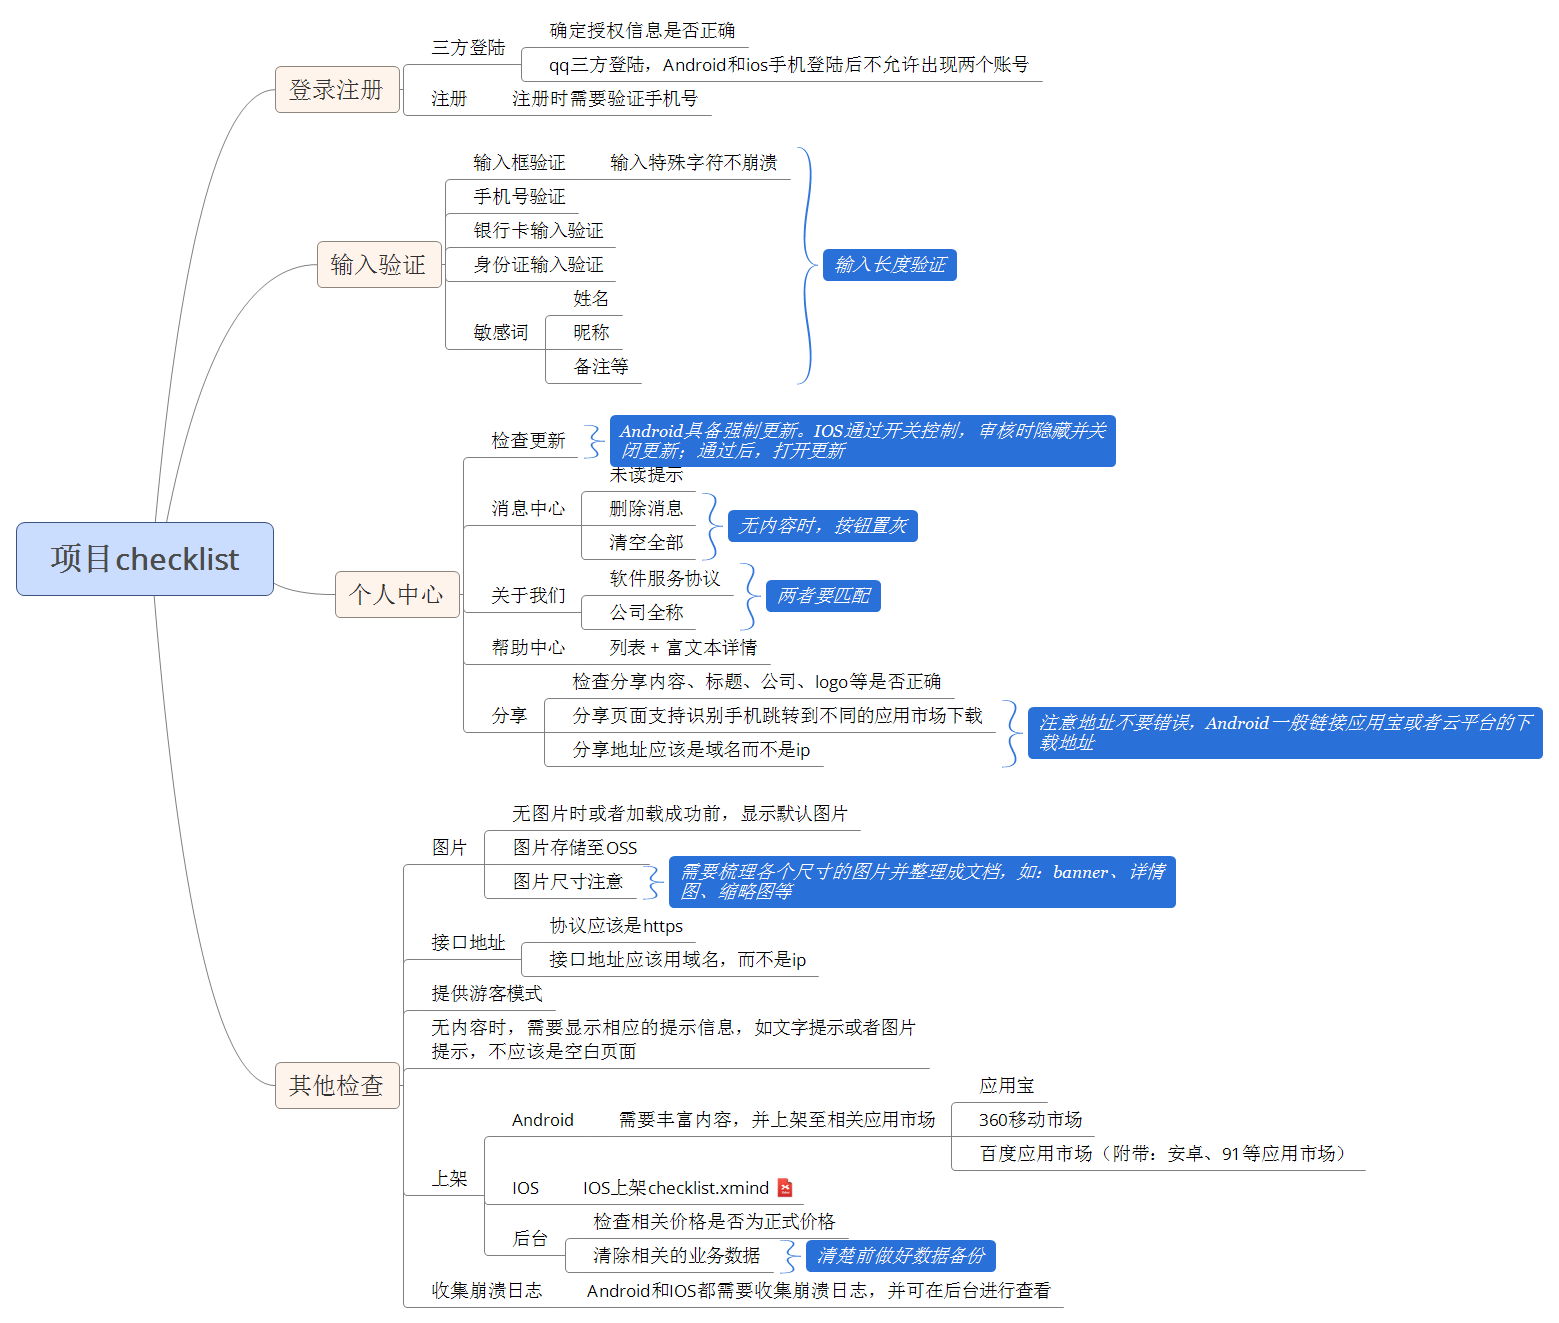 项目checklist
登录注册
三方登陆
确定授权信息是否正确
qq三方登陆，Android和ios手机登陆后不允许出现两个账号
注册
注册时需要验证手机号
输入验证
输入框验证
输入特殊字符不崩溃
手机号验证
银行卡输入验证
身份证输入验证
敏感词
姓名
昵称
备注等
输入长度验证
个人中心
检查更新
Android具备强制更新。IOS通过开关控制，审核时隐藏并关
闭更新；通过后，打开更新
消息中心
未读提示
删除消息
清空全部
无内容时，按钮置灰
关于我们
软件服务协议
公司全称
两者要匹配
帮助中心
列表 + 富文本详情
分享
检查分享内容、标题、公司、logo等是否正确
分享页面支持识别手机跳转到不同的应用市场下载
分享地址应该是域名而不是ip
注意地址不要错误，Android一般链接应用宝或者云平台的下
载地址
其他检查
图片
无图片时或者加载成功前，显示默认图片
图片存储至OSS
图片尺寸注意
需要梳理各个尺寸的图片并整理成文档，如：banner、详情
图、缩略图等
接口地址
协议应该是https
接口地址应该用域名，而不是ip
提供游客模式
无内容时，需要显示相应的提示信息，如文字提示或者图片
提示，不应该是空白页面
上架
Android
需要丰富内容，并上架至相关应用市场
应用宝
360移动市场
百度应用市场（附带：安卓、91等应用市场）
IOS
IOS上架checklist.xmind
后台
检查相关价格是否为正式价格
清除相关的业务数据
清楚前做好数据备份
收集崩溃日志
Android和IOS都需要收集崩溃日志，并可在后台进行查看